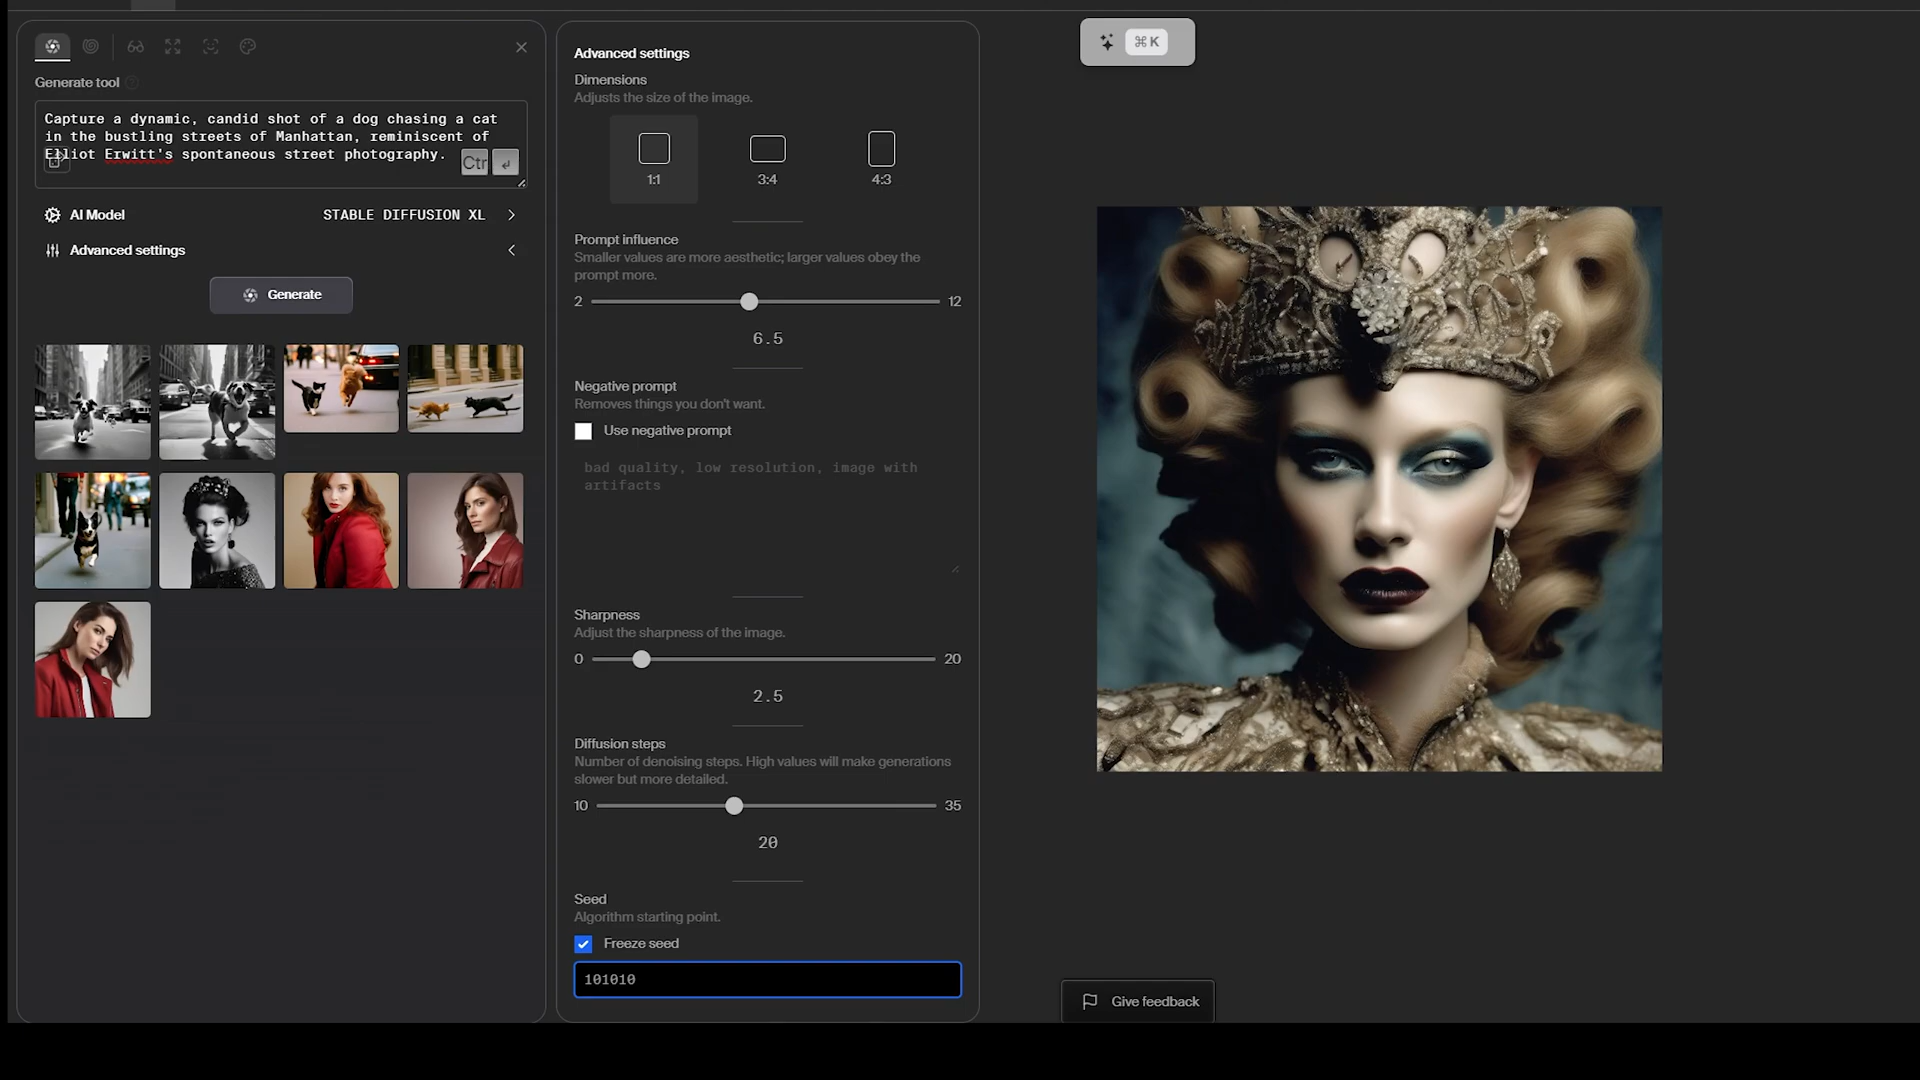 Generate tool
Capture a dynamic, candid shot of a dog chasing a cat
in the bustling streets of Manhattan, reminiscent of
Elliot Erwitt's spontaneous street photography.
Ctr
AI Model
STABLE DIFFUSION XL
Advanced settings
Generate
Advanced settings
Dimensions
Adjusts the size of the image.
1:1
3:4
4:3
Prompt influence
Smaller values are more aesthetic; larger values obey the
prompt more.
2
12
6.5
Negative prompt
Removes things you don't want.
Use negative prompt
bad quality, low resolution, image with
artifacts
Sharpness
Adjust the sharpness of the image.
0
20
2.5
Diffusion steps
Number of denoising steps. High values will make generations
slower but more detailed.
10
35
20
Seed
Algorithm starting point.
Freeze seed
101010
⌘K
Give feedback